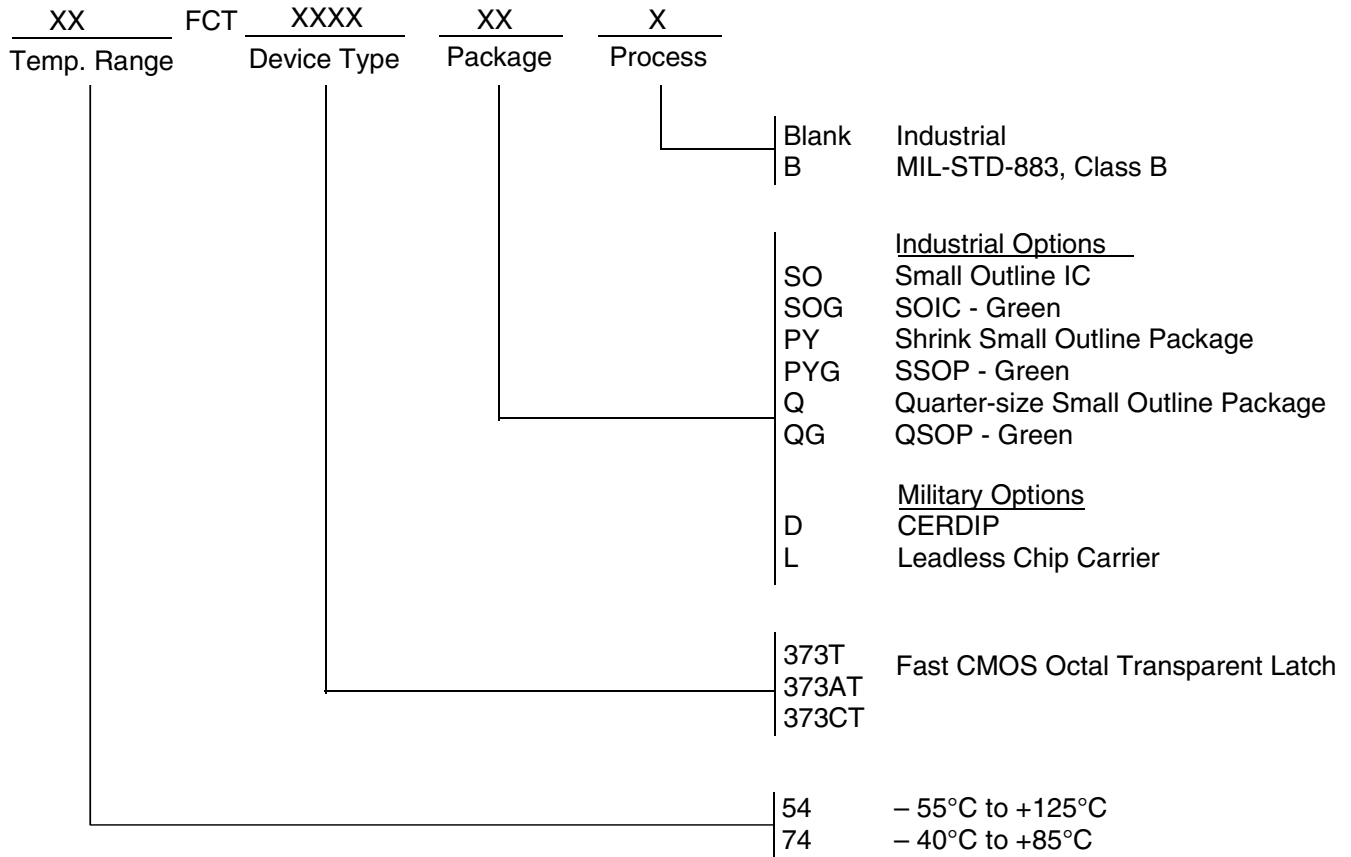 XX FCT XXXX XX X
Temp. Range Device Type Package Process
Blank Industrial
B MIL-STD-883, Class B
Industrial Options
SO Small Outline IC
SOG SOIC - Green
PY Shrink Small Outline Package
PYG SSOP - Green
Q Quarter-size Small Outline Package
QG QSOP - Green
Military Options
D CERDIP
L Leadless Chip Carrier
373T
Fast CMOS Octal Transparent Latch
373AT
373CT
54 – 55°C to +125°C
74 – 40°C to +85°C